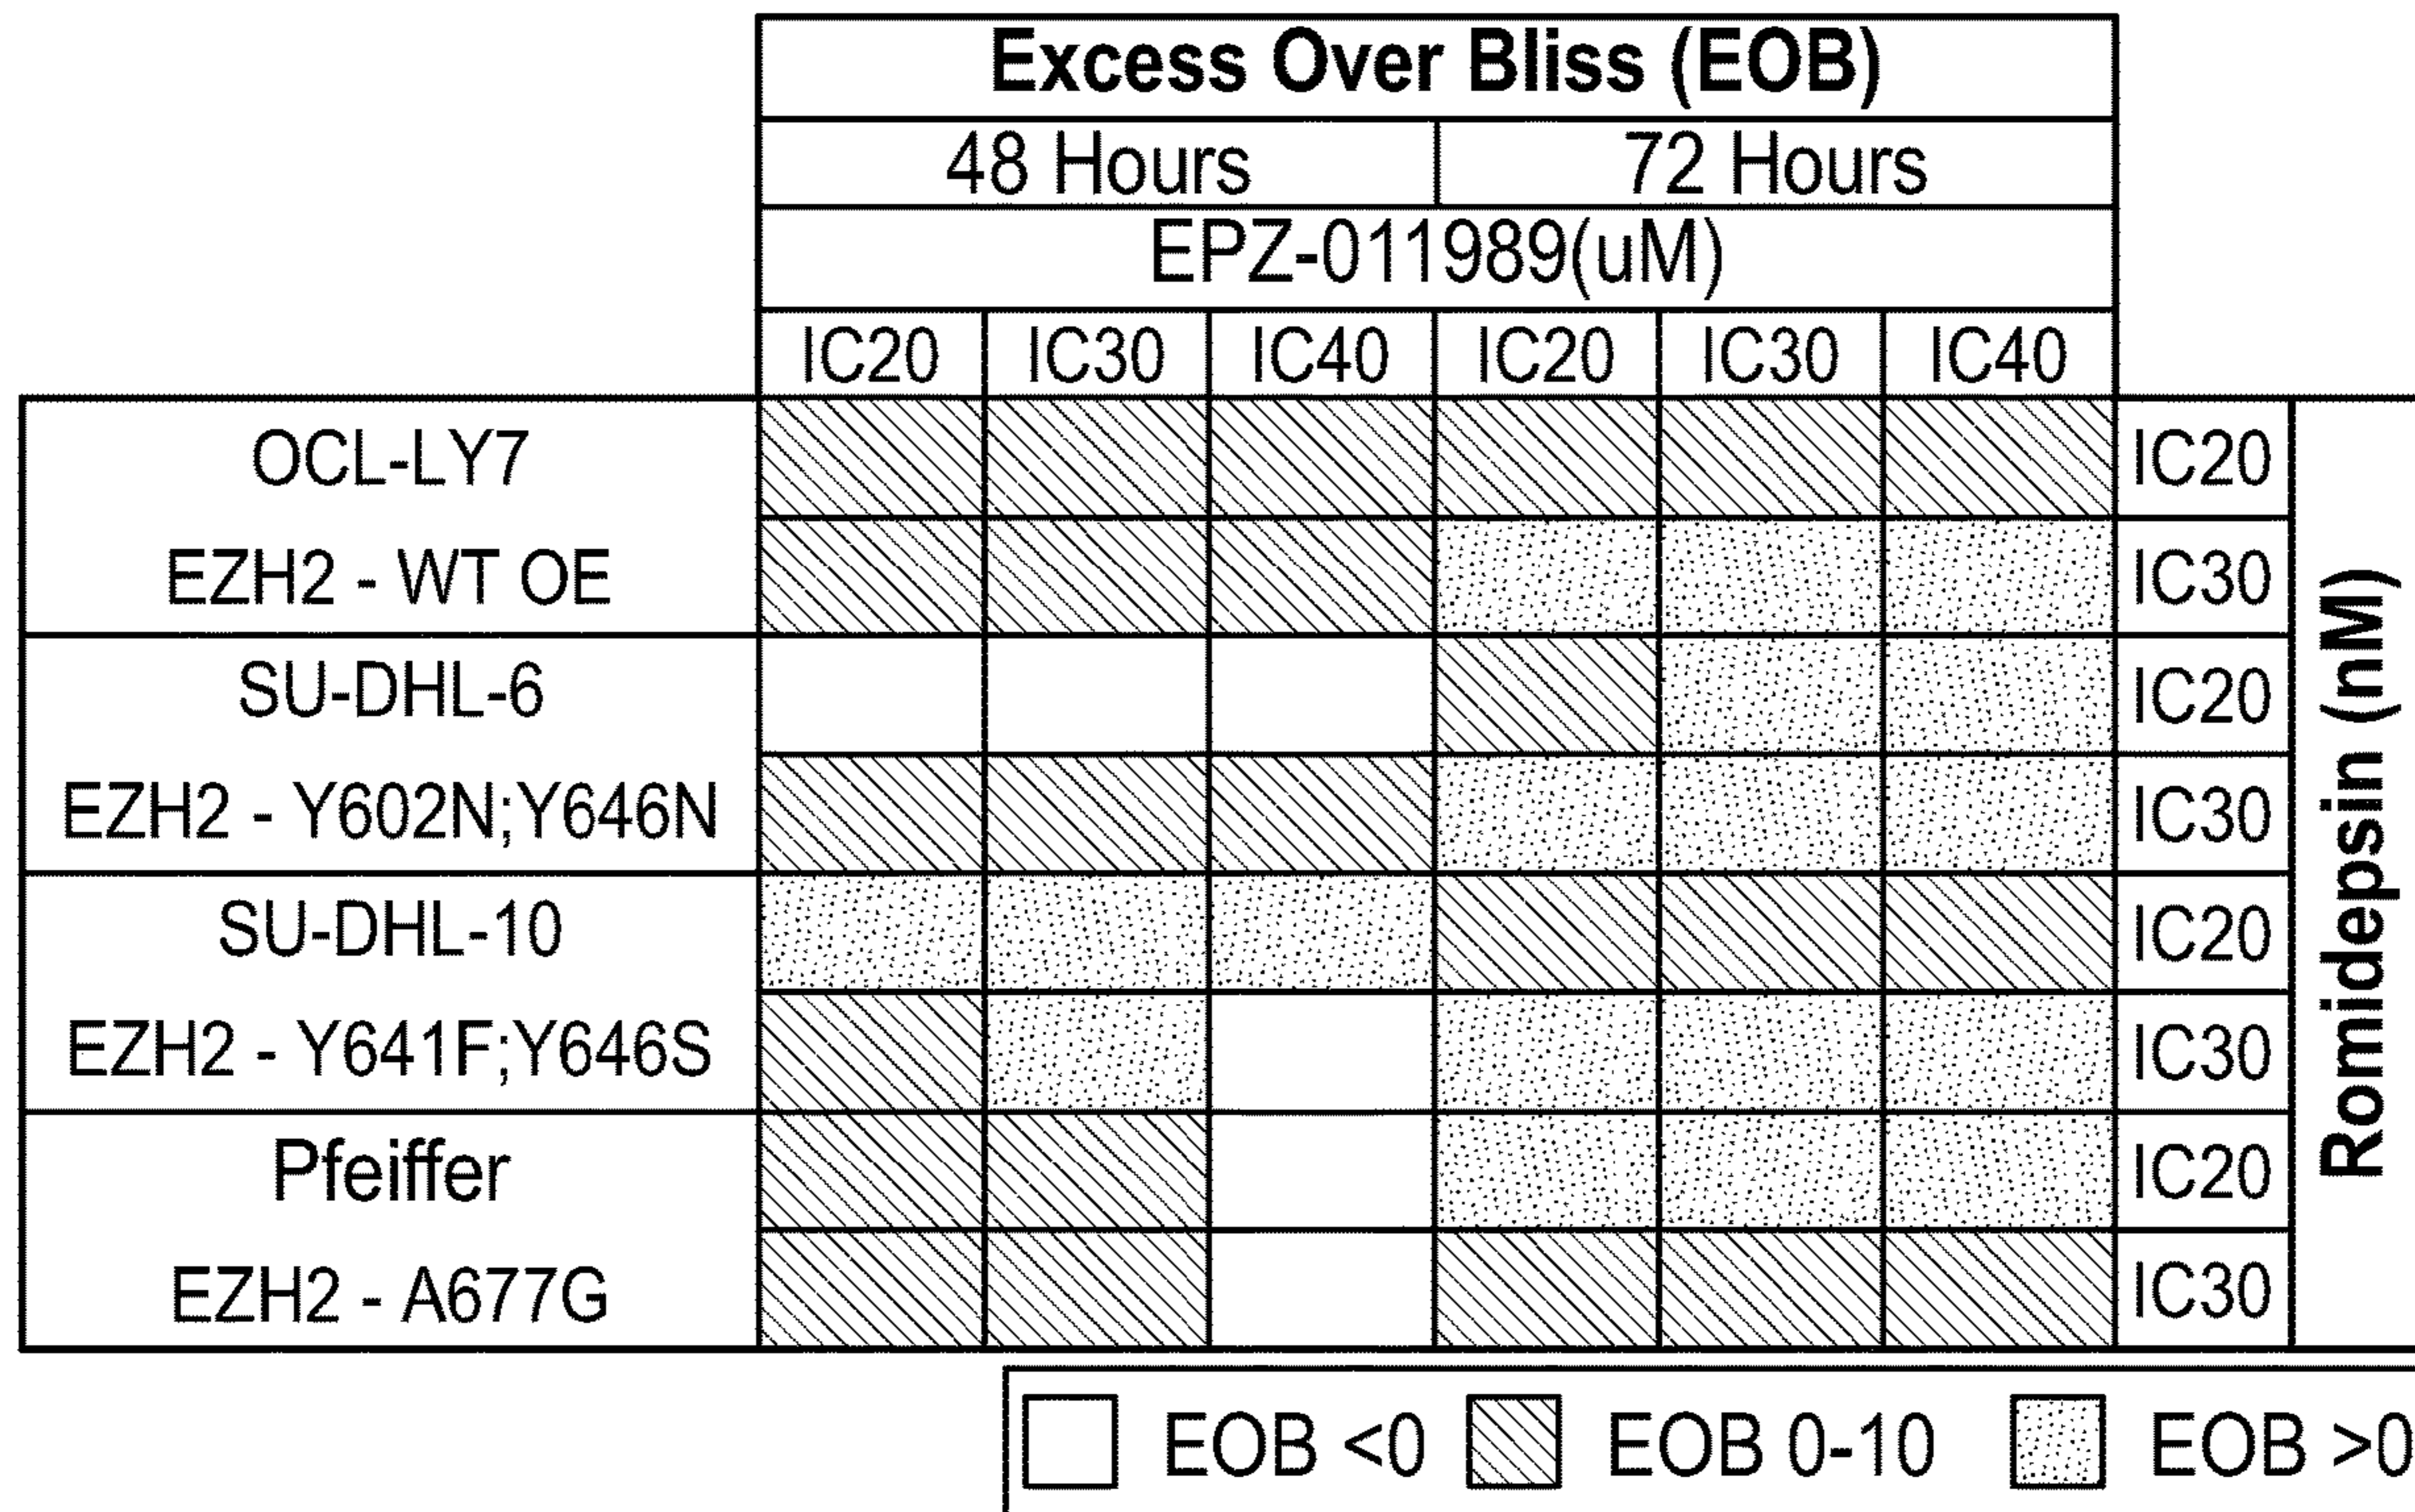 Excess Over Bliss (EOB)
48 Hours 72 Hours
EPZ-011989(uM)
IC20 IC30 IC40 IC20 IC30 IC40
OCL-LY7 IC20
EZH2 - WT OE IC30
SU-DHL-6 IC20
EZH2 - Y602N;Y646N IC30
SU-DHL-10 IC20
EZH2 - Y641F;Y646S IC30
Pfeiffer IC20
EZH2 - A677G IC30
Romidepsin (nM)
EOB <0 EOB 0-10 EOB >0